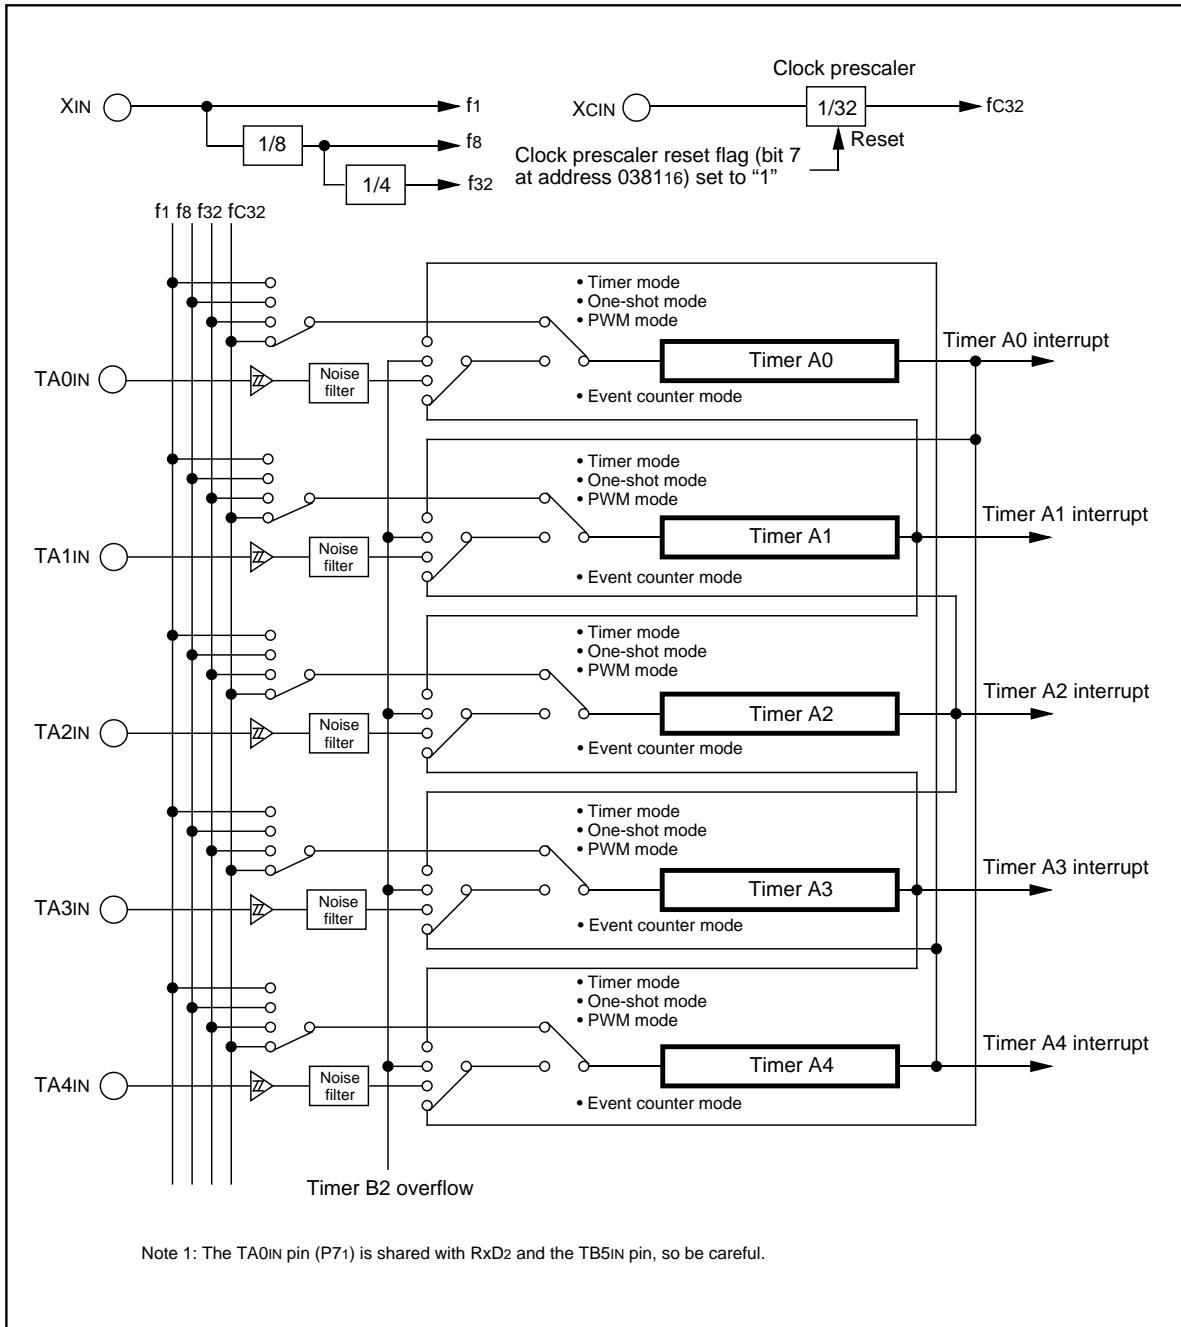 Clock prescaler
XIN
f1
XCIN
1/32
fC32
1/8
f8
Reset
Clock prescaler reset flag (bit 7
at address 038116) set to “1”
1/4
f32
f1 f8 f32 fC32
• Timer mode
• One-shot mode
• PWM mode
Timer A0 interrupt
Timer A0
TA0IN
Noise
filter
• Event counter mode
• Timer mode
• One-shot mode
• PWM mode
Timer A1 interrupt
Timer A1
TA1IN
Noise
filter
• Event counter mode
• Timer mode
• One-shot mode
• PWM mode
Timer A2 interrupt
Timer A2
TA2IN
Noise
filter
• Event counter mode
• Timer mode
• One-shot mode
• PWM mode
Timer A3 interrupt
Timer A3
TA3IN
Noise
filter
• Event counter mode
• Timer mode
• One-shot mode
• PWM mode
Timer A4 interrupt
Timer A4
TA4IN
Noise
filter
• Event counter mode
Timer B2 overflow
Note 1: The TA0IN pin (P71) is shared with RxD2 and the TB5IN pin, so be careful.